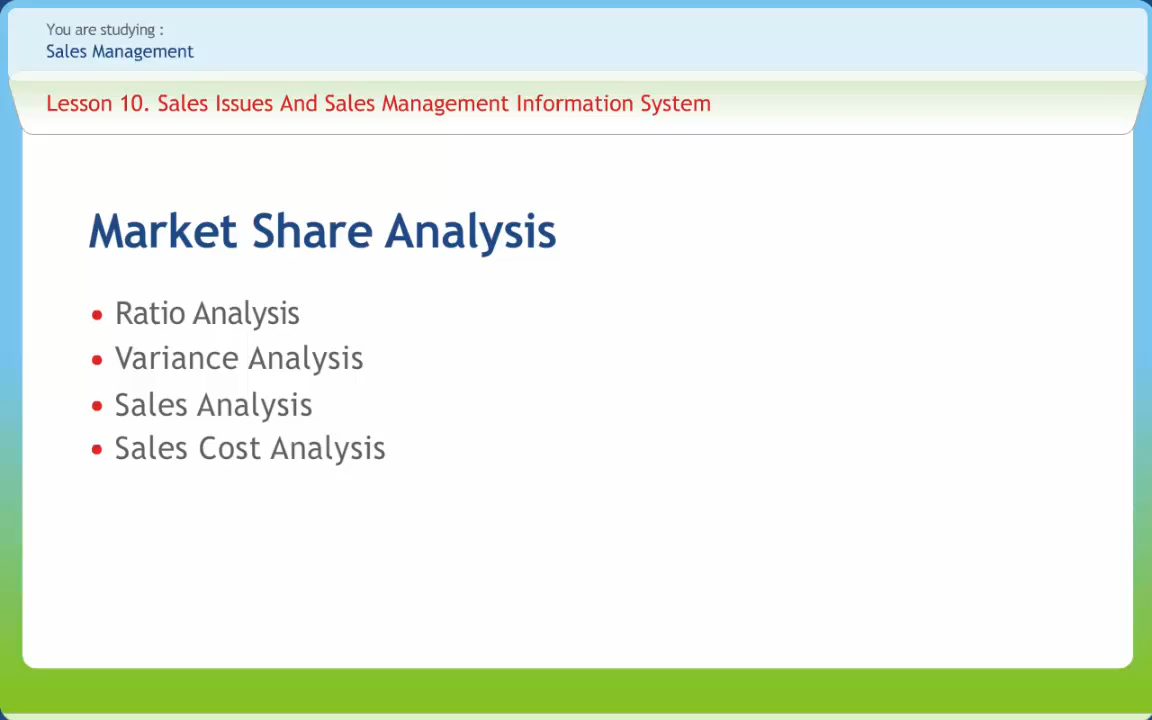 You are studying :
Sales Management
Lesson 10. Sales Issues And Sales Management Information System
Market Share Analysis
• Ratio Analysis
• Variance Analysis
• Sales Analysis
• Sales Cost Analysis